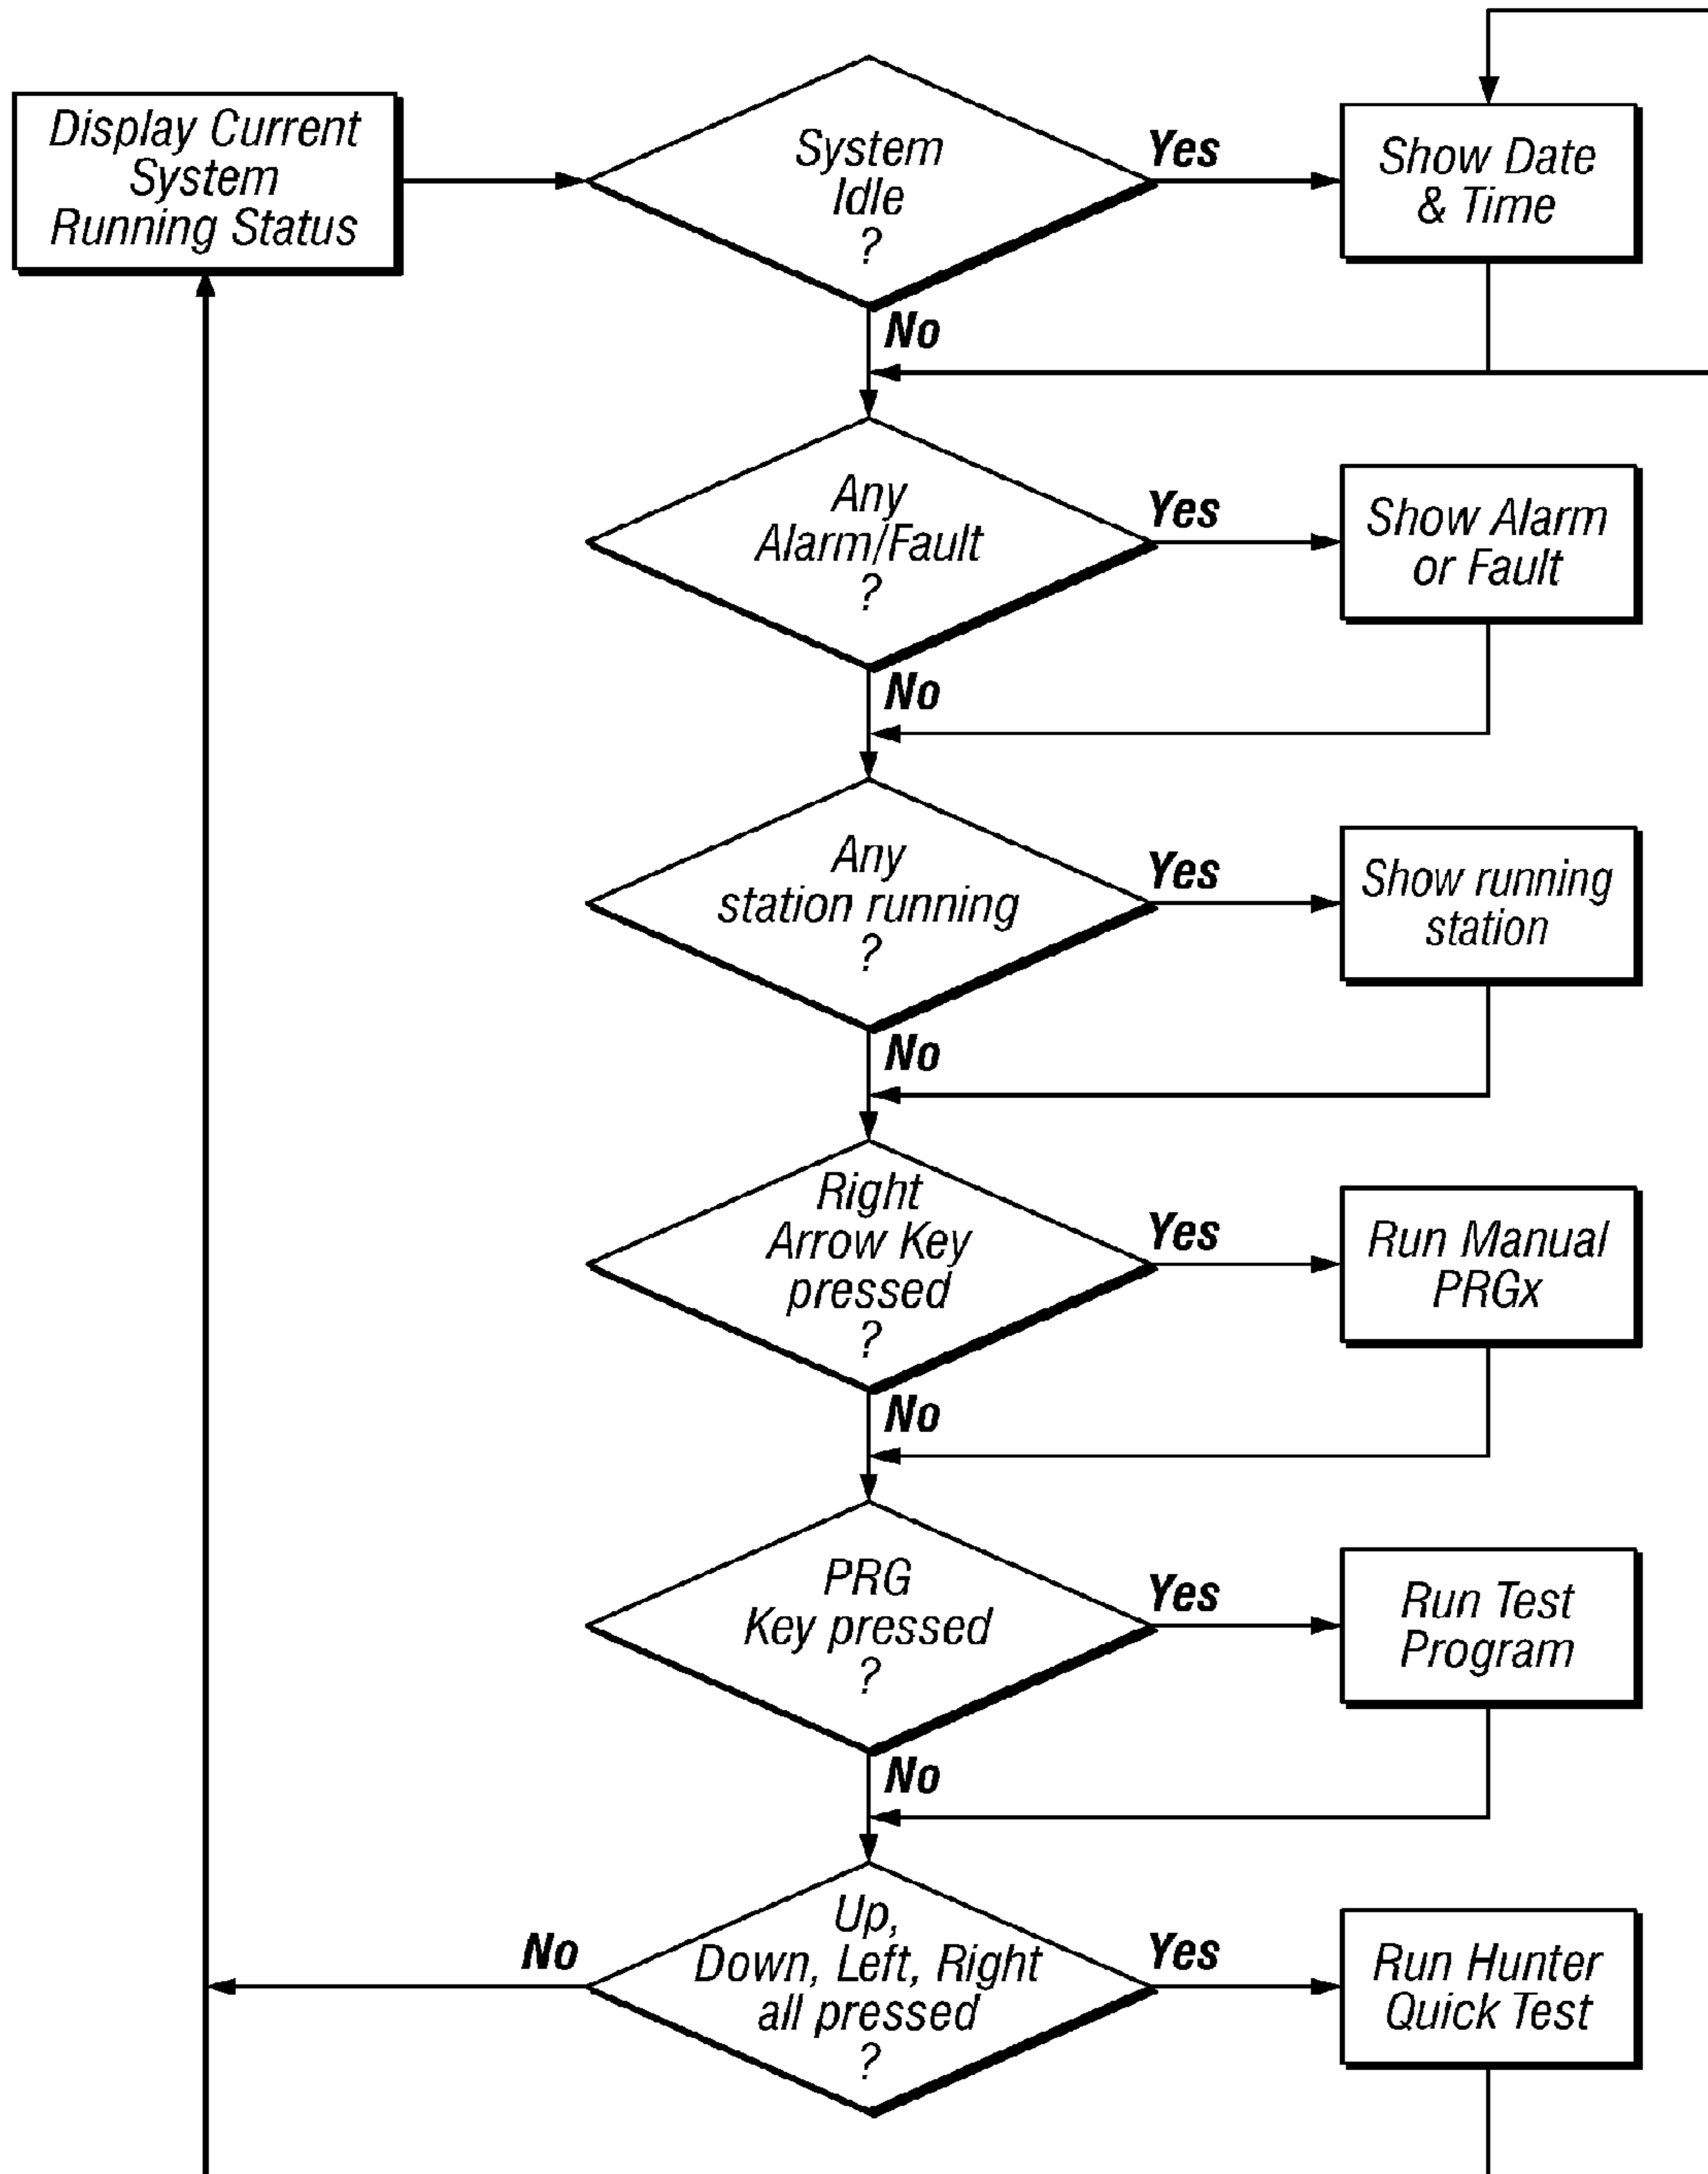 Display Current
System
Running Status
System
Idle
?
Yes
Show Date
& Time
No
Any
Alarm/Fault
?
Yes
Show Alarm
or Fault
No
Any
station running
?
Yes
Show running
station
No
Right
Arrow Key
pressed
?
Yes
Run Manual
PRGx
No
PRG
Key pressed
?
Yes
Run Test
Program
No
Up,
Down, Left, Right
all pressed
?
No
Yes
Run Hunter
Quick Test